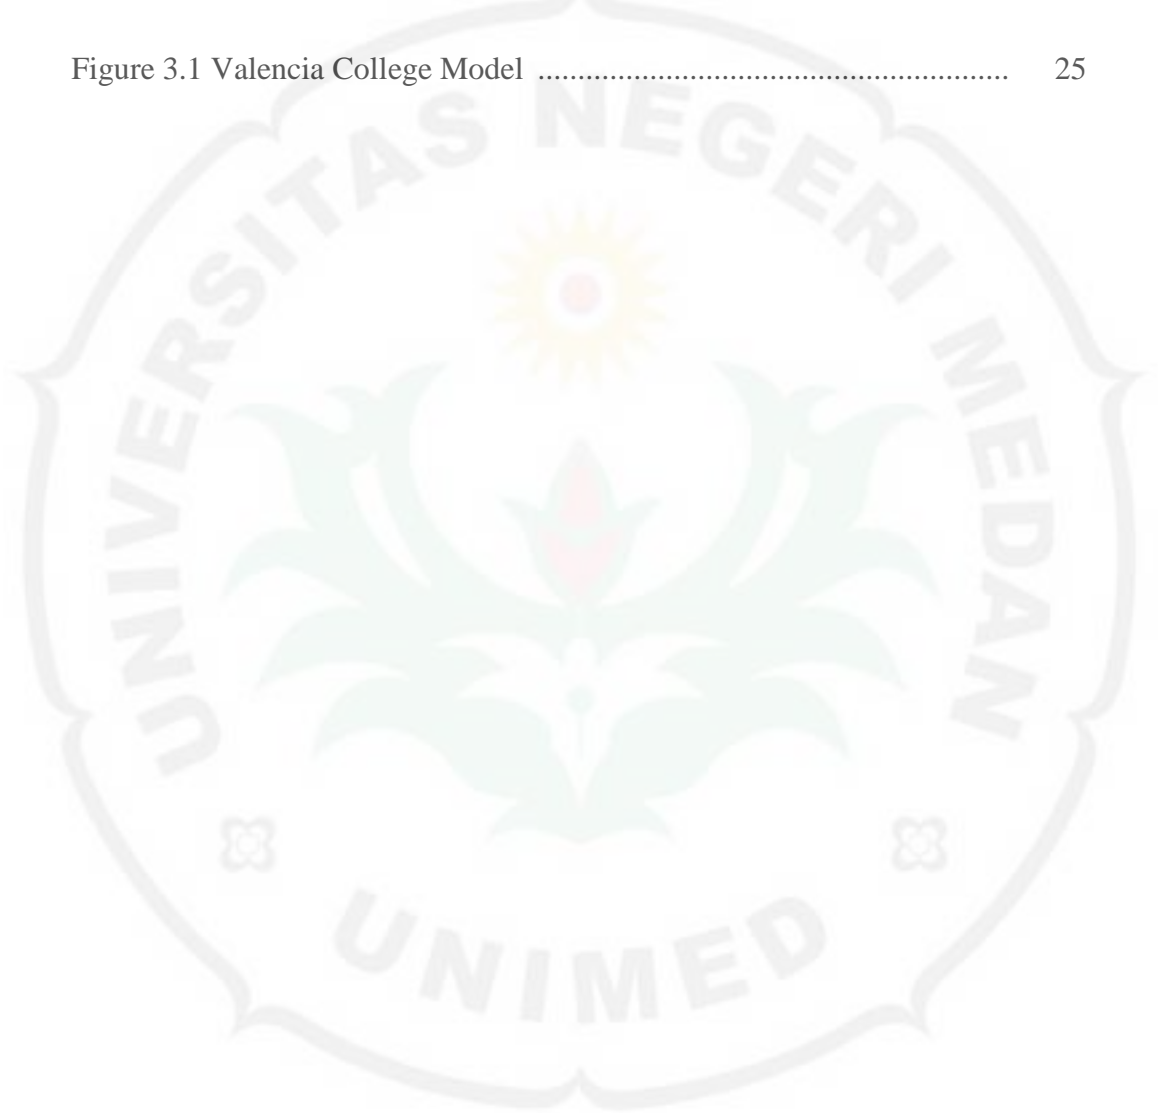 Figure 3.1 Valencia College Model ........................................................... 25
UNIVERSITAS NEGERI MEDAN
UNIMED